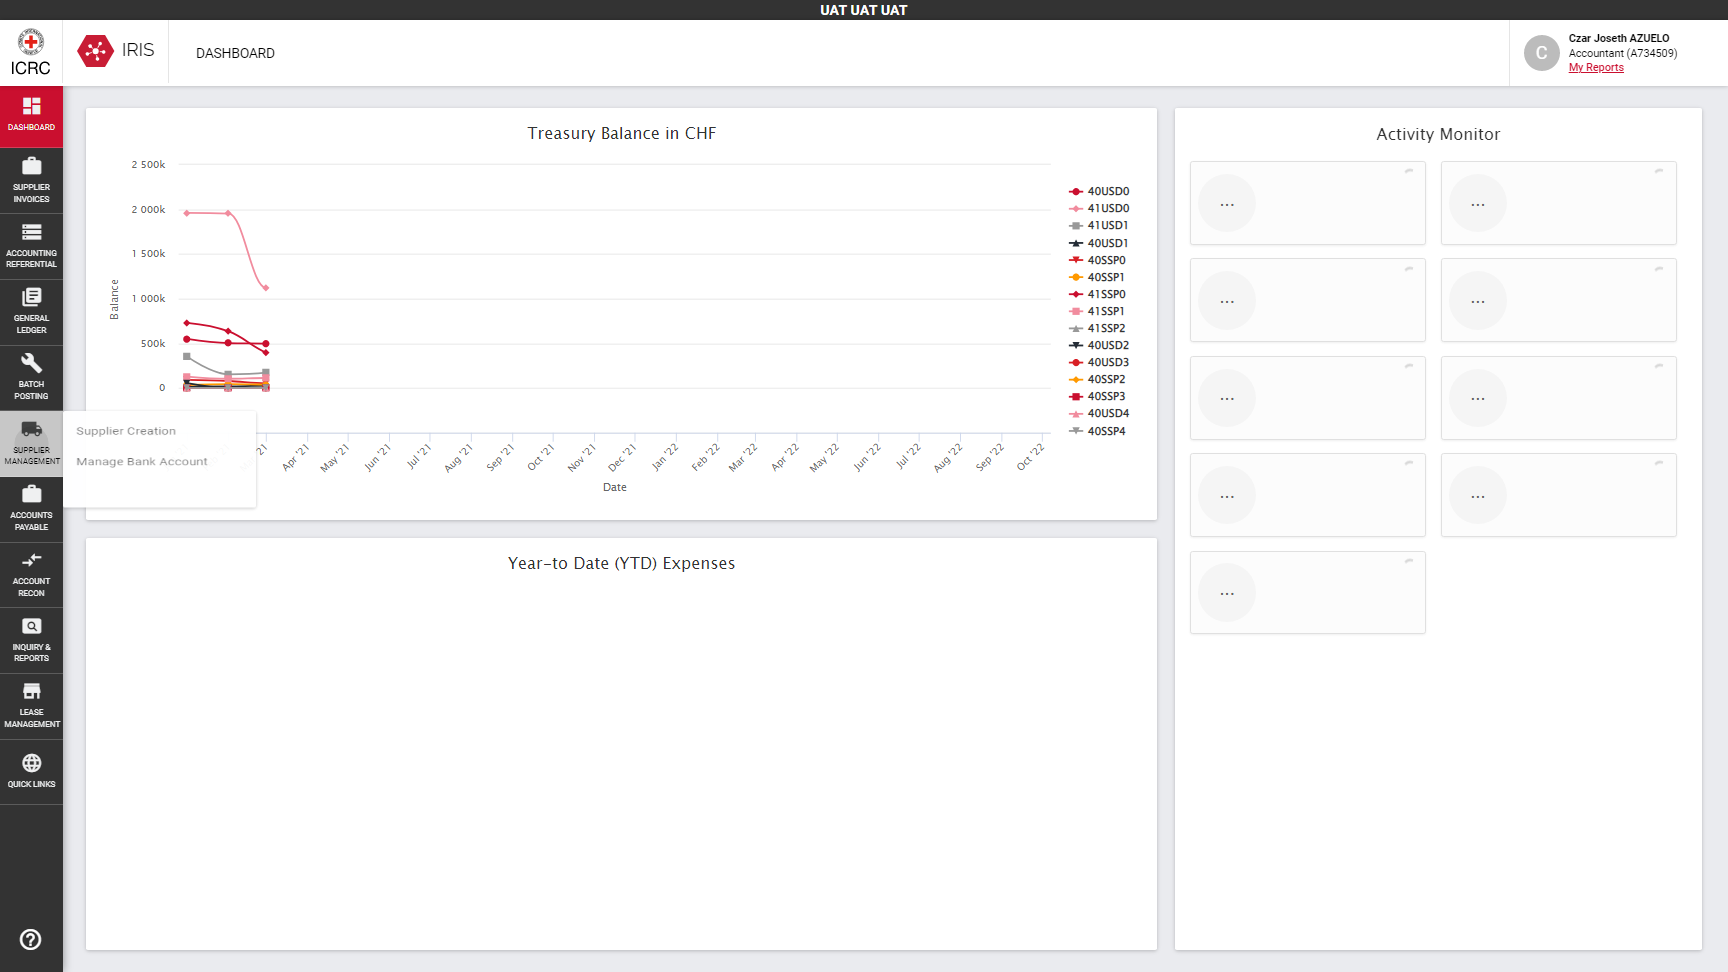 UAT UAT UAT
ICRC
IRIS
DASHBOARD
C
Czar Joseth AZUELO
Accountant (A734509)
My Reports
DASHBOARD
SUPPLIER
INVOICES
ACCOUNTING
REFERENTIAL
GENERAL
LEDGER
BATCH
POSTING
SUPPLIER
MANAGEMENT
Supplier Creation
Manage Bank Account
ACCOUNTS
PAYABLE
ACCOUNT
RECON
INQUIRY &
REPORTS
LEASE
MANAGEMENT
QUICK LINKS
Treasury Balance in CHF
Balance
2 500k
2 000k
1 500k
1 000k
500k
0
Apr '21
May '21
Jun '21
Jul '21
Aug '21
Sep '21
Oct '21
Nov '21
Dec '21
Jan '22
Feb '22
Mar '22
Apr '22
May '22
Jun '22
Jul '22
Aug '22
Sep '22
Oct '22
Date
40USD0
41USD0
41USD1
40USD1
40SSP0
40SSP1
41SSP0
41SSP1
41SSP2
40USD2
40USD3
40SSP2
40SSP3
40USD4
40SSP4
Year-to Date (YTD) Expenses
Activity Monitor
...
...
...
...
...
...
...
...
...